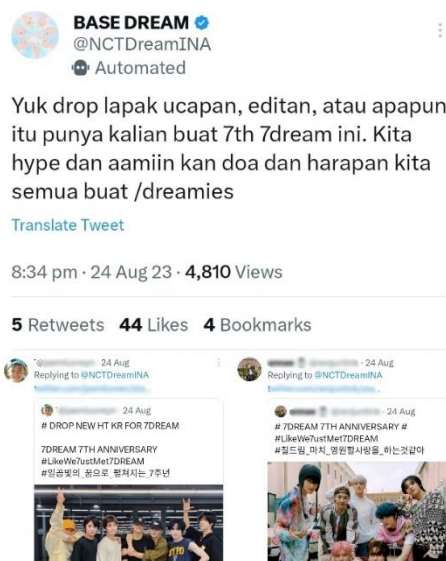 BASE DREAM
@NCTDreamINA
Automated
Yuk drop lapak ucapan, editan, atau apapun
itu punya kalian buat 7th 7dream ini. Kita
hype dan aamiin kan doa dan harapan kita
semua buat /dreamies
Translate Tweet
8:34 pm · 24 Aug 23 · 4,810 Views
5 Retweets 44 Likes 4 Bookmarks
24 Aug
Replying to @NCTDreamINA
24 Aug
# DROP NEW HT KR FOR 7DREAM
7DREAM 7TH ANNIVERSARY
#LikeWe7ustMet7DREAM
#일곱빛의_꿈으로_펼쳐지는_7주년
· 24 Aug
Replying to @NCTDreamINA
· 24 Aug
# 7DREAM 7TH ANNIVERSARY #
#LikeWe7ustMet7DREAM
#칠드림_마치_영원할사랑을_하는것같아